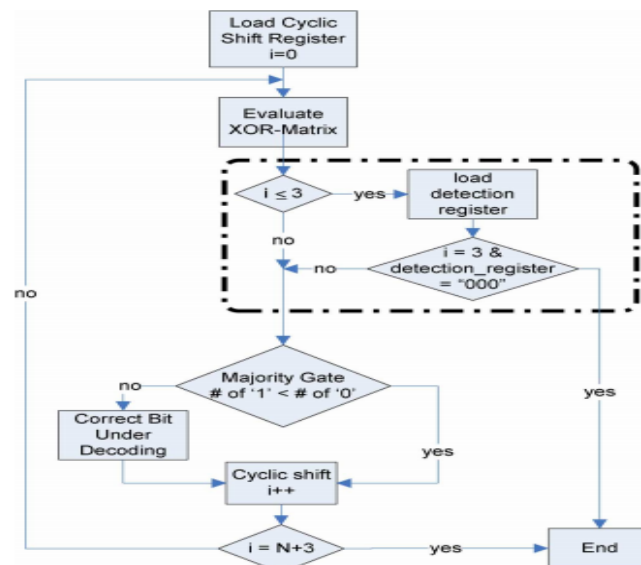 Load Cyclic
Shift Register
i=0
Evaluate
XOR-Matrix
i ≤ 3
yes
load
detection
register
no
i = 3 &
detection_register
= “000”
no
no
Majority Gate
# of ‘1’ < # of ‘0’
no
yes
yes
Correct Bit
Under
Decoding
Cyclic shift
i++
i = N+3
yes
End